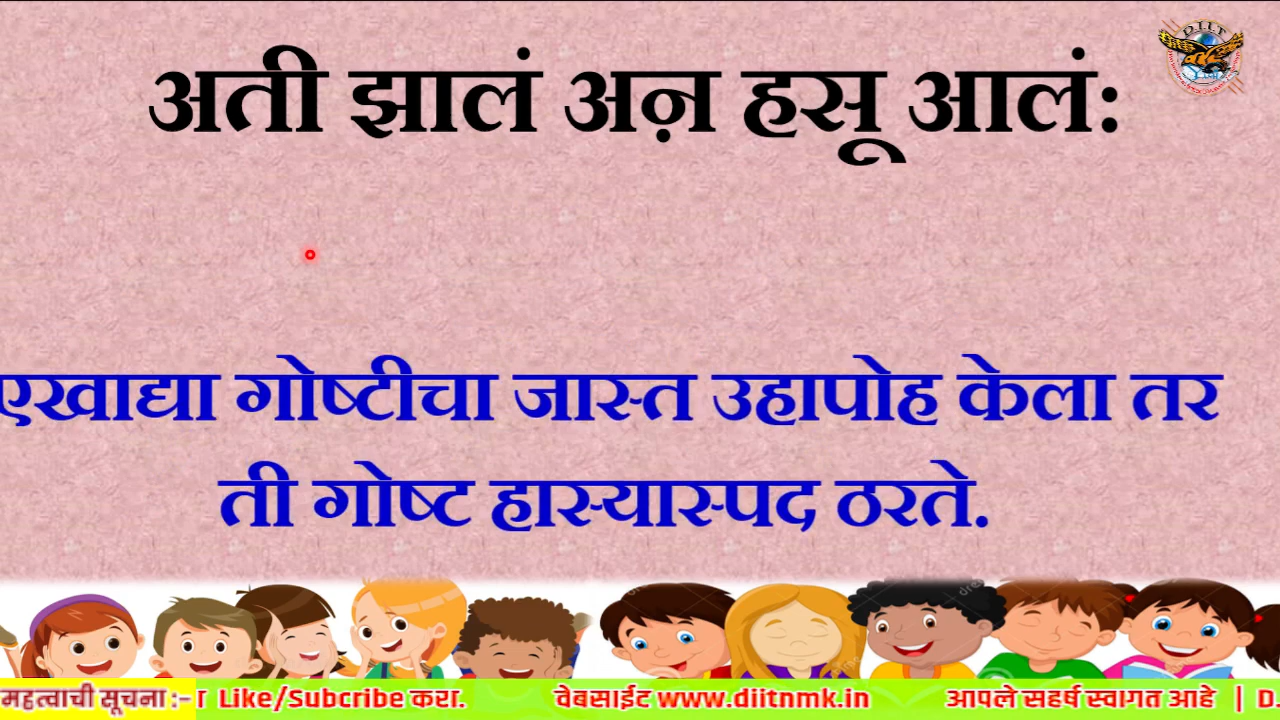 अती झालं अऩ हसू आलं:
DIIT
एखाद्या गोष्टीचा जास्त उहापोह केला तर
ती गोष्ट हास्यास्पद ठरते.
महत्वाची सूचना :- Like/Subcribe करा. वेबसाईट www.diitnmk.in आपले सहर्ष स्वागत आहे | D.